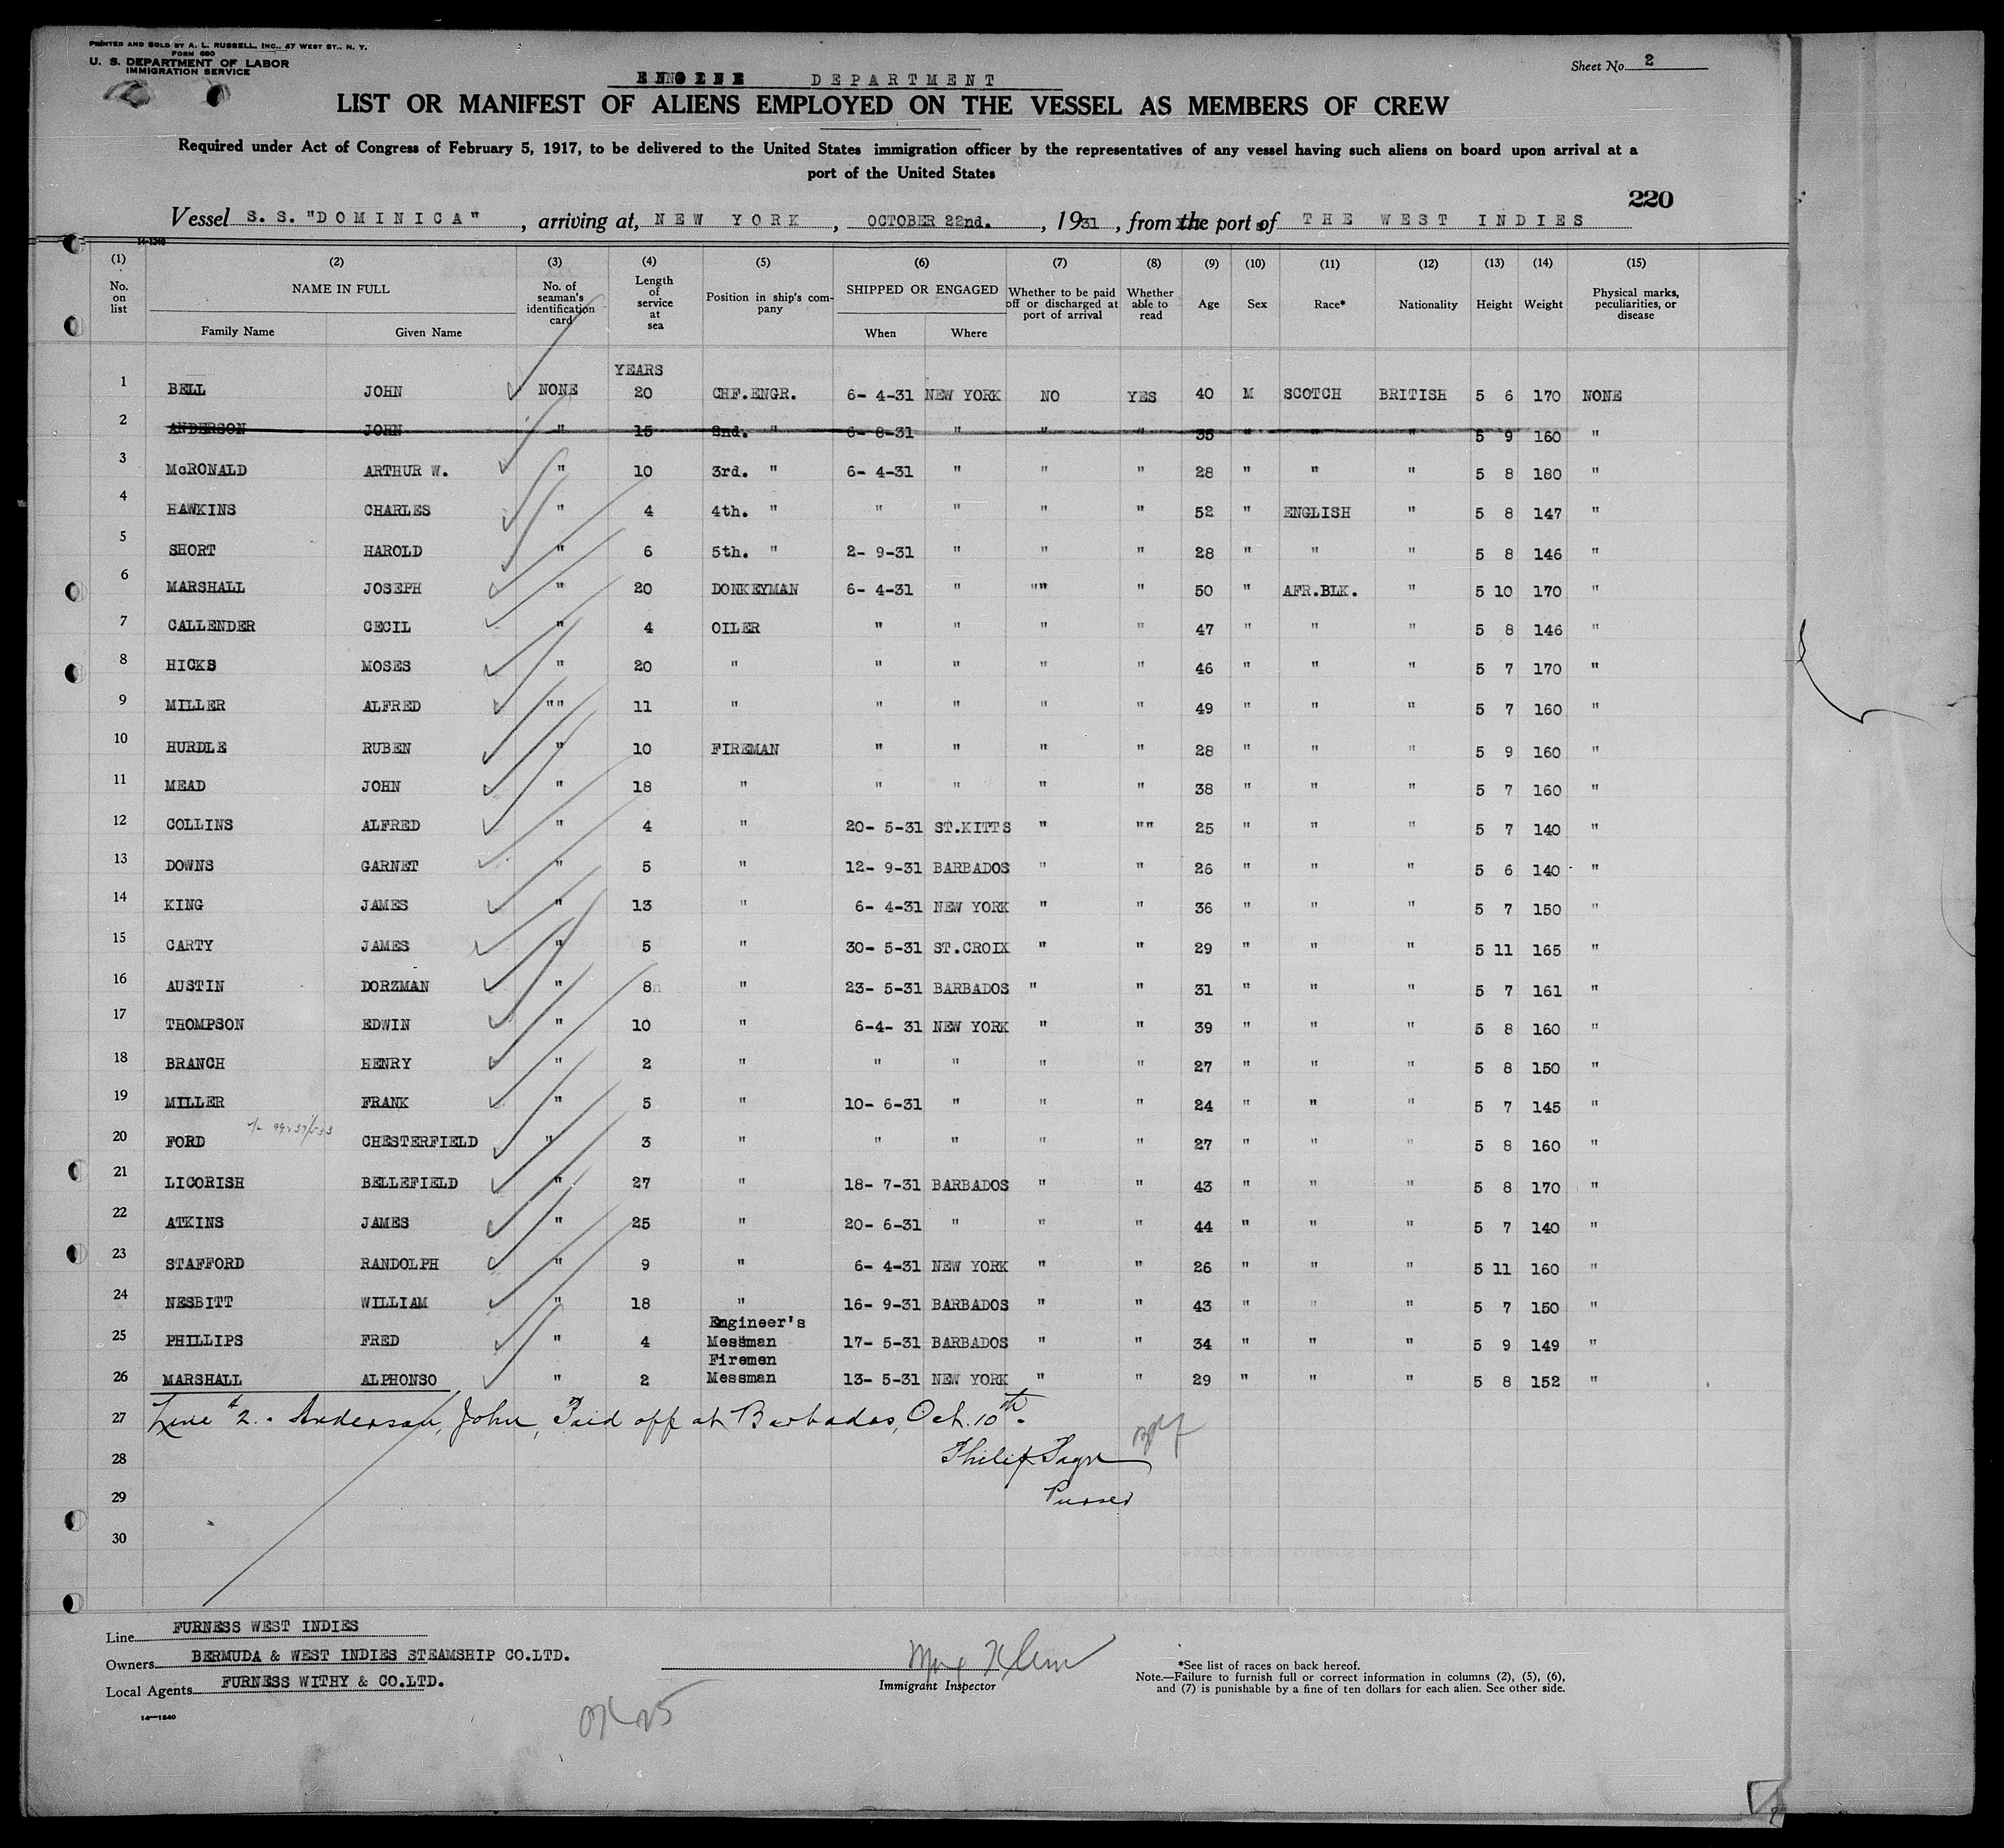 PRINTED AND SOLD BY A. L. RUSSELL, INC., 47 WEST ST., N. Y.
FORM 680
U. S. DEPARTMENT OF LABOR
IMMIGRATION SERVICE
Sheet No. 2
ENGINE DEPARTMENT
LIST OR MANIFEST OF ALIENS EMPLOYED ON THE VESSEL AS MEMBERS OF CREW
Required under Act of Congress of February 5, 1917, to be delivered to the United States immigration officer by the representatives of any vessel having such aliens on board upon arrival at a
port of the United States
220
Vessel S. S. "DOMINICA", arriving at, NEW YORK, OCTOBER 22nd., 1931, from the ports of THE WEST INDIES
14-1240
(1) (2) (3) (4) (5) (6) (7) (8) (9) (10) (11) (12) (13) (14) (15)
No. on list NAME IN FULL Family Name Given Name No. of seaman's identification card Length of service at sea Position in ship's company SHIPPED OR ENGAGED When Where Whether to be paid off or discharged at port of arrival Whether able to read Age Sex Race* Nationality Height Weight Physical marks, peculiarities, or disease
YEARS
1 BELL JOHN NONE 20 CHF.ENGR. 6- 4-31 NEW YORK NO YES 40 M SCOTCH BRITISH 5 6 170 NONE
2 ANDERSON JOHN " 15 2nd. " 6- 8-31 " " " 35 " " " 5 9 160 "
3 McRONALD ARTHUR W. " 10 3rd. " 6- 4-31 " " " 28 " " " 5 8 180 "
4 HAWKINS CHARLES " 4 4th. " " " " " 52 " ENGLISH " 5 8 147 "
5 SHORT HAROLD " 6 5th. " 2- 9-31 " " " 28 " " " 5 8 146 "
6 MARSHALL JOSEPH " 20 DONKEYMAN 6- 4-31 " "" " 50 " AFR.BLK. " 5 10 170 "
7 CALLENDER CECIL " 4 OILER " " " " 47 " " " 5 8 146 "
8 HICKS MOSES " 20 " " " " " 46 " " " 5 7 170 "
9 MILLER ALFRED "" 11 " " " " " 49 " " " 5 7 160 "
10 HURDLE RUBEN " 10 FIREMAN " " " " 28 " " " 5 9 160 "
11 MEAD JOHN " 18 " " " " " 38 " " " 5 7 160 "
12 COLLINS ALFRED " 4 " 20- 5-31 ST.KITTS " "" 25 " " " 5 7 140 "
13 DOWNS GARNET " 5 " 12- 9-31 BARBADOS " " 26 " " " 5 6 140 "
14 KING JAMES " 13 " 6- 4-31 NEW YORK " " 36 " " " 5 7 150 "
15 CARTY JAMES " 5 " 30- 5-31 ST.CROIX " " 29 " " " 5 11 165 "
16 AUSTIN DORZMAN " 8 " 23- 5-31 BARBADOS " " 31 " " " 5 7 161 "
17 THOMPSON EDWIN " 10 " 6-4- 31 NEW YORK " " 39 " " " 5 8 160 "
18 BRANCH HENRY " 2 " " " " " 27 " " " 5 8 150 "
19 MILLER FRANK " 5 " 10- 6-31 " " " 24 " " " 5 7 145 "
20 FORD CHESTERFIELD " 3 " " " " " 27 " " " 5 8 160 "
21 LICORISH BELLEFIELD " 27 " 18- 7-31 BARBADOS " " 43 " " " 5 8 170 "
22 ATKINS JAMES " 25 " 20- 6-31 " " " 44 " " " 5 7 140 "
23 STAFFORD RANDOLPH " 9 " 6- 4-31 NEW YORK " " 26 " " " 5 11 160 "
24 NESBITT WILLIAM " 18 " 16- 9-31 BARBADOS " " 43 " " " 5 7 150 "
25 PHILLIPS FRED " 4 Engineer's Messman 17- 5-31 BARBADOS " " 34 " " " 5 9 149 "
26 MARSHALL ALPHONSO " 2 Firemen Messman 13- 5-31 NEW YORK " " 29 " " " 5 8 152 "
27 Line #2. - Anderson, John, Paid off at Barbados, Oct. 10th.
28 Philip
29 Purser
30
Line FURNESS WEST INDIES
Owners BERMUDA & WEST INDIES STEAMSHIP CO.LTD.
Local Agents FURNESS WITHY & CO.LTD.
Immigrant Inspector
*See list of races on back hereof.
Note.—Failure to furnish full or correct information in columns (2), (5), (6),
and (7) is punishable by a fine of ten dollars for each alien. See other side.
14—1240